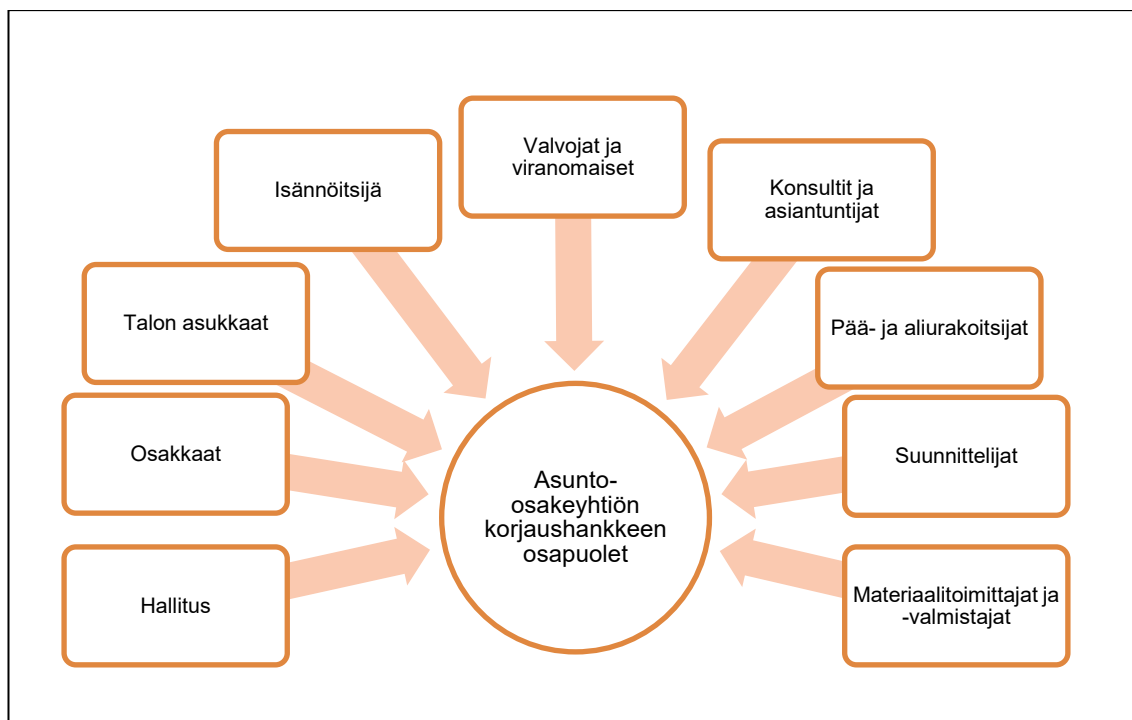 Valvojat ja
viranomaiset
Isännöitsijä
Konsultit ja
asiantuntijat
Talon asukkaat
Pää- ja aliurakoitsijat
Osakkaat
Suunnittelijat
Asunto-
osakeyhtiön
korjaushankkeen
osapuolet
Hallitus
Materiaalitoimittajat ja
-valmistajat